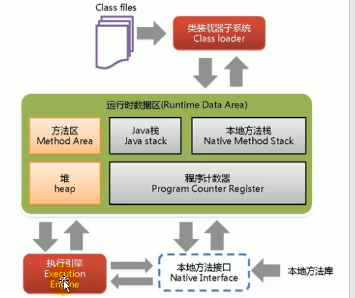 Class files
类装载器子系统
Class loader
运行时数据区(Runtime Data Area)
方法区
Method Area
Java栈
Java stack
本地方法栈
Native Method Stack
堆
heap
程序计数器
Program Counter Register
执行引擎
Execution
Engine
本地方法接口
Native Interface
本地方法库